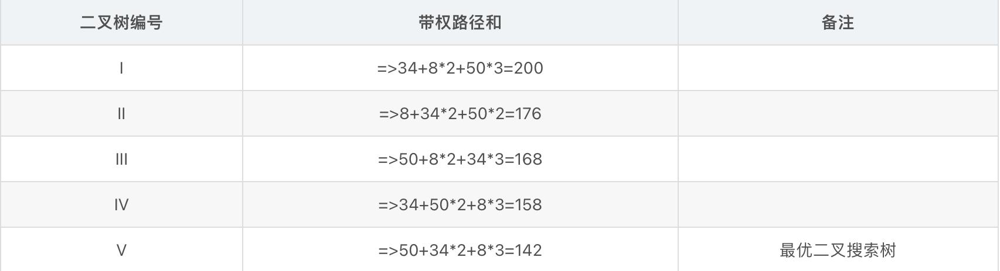 二叉树编号 带权路径和 备注
I =>34+8*2+50*3=200
II =>8+34*2+50*2=176
III =>50+8*2+34*3=168
IV =>34+50*2+8*3=158
V =>50+34*2+8*3=142 最优二叉搜索树